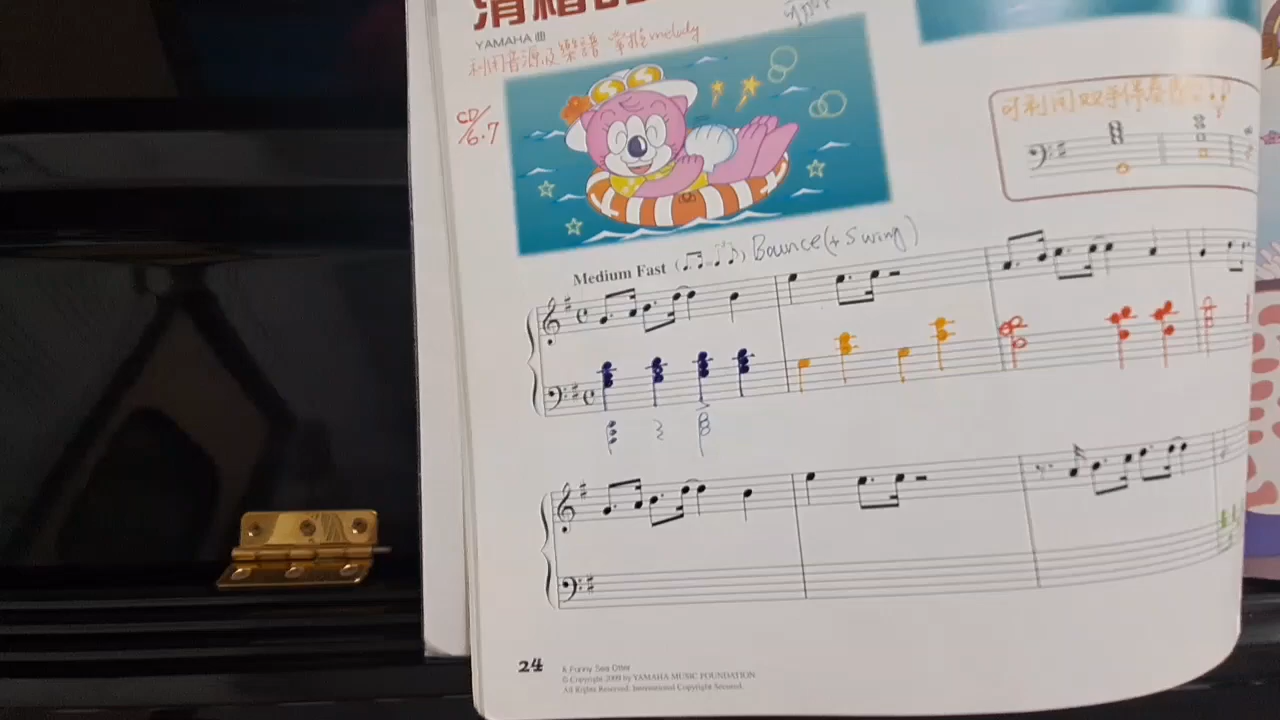 YAMAHA 曲
利用音源及樂譜 掌握melody
CD/6.7
可利用双手伴奏
Medium Fast
Bounce (+ Swing)
24
A Funny Sea Otter
© Copyright 2009 by YAMAHA MUSIC FOUNDATION
All Rights Reserved. International Copyright Secured.